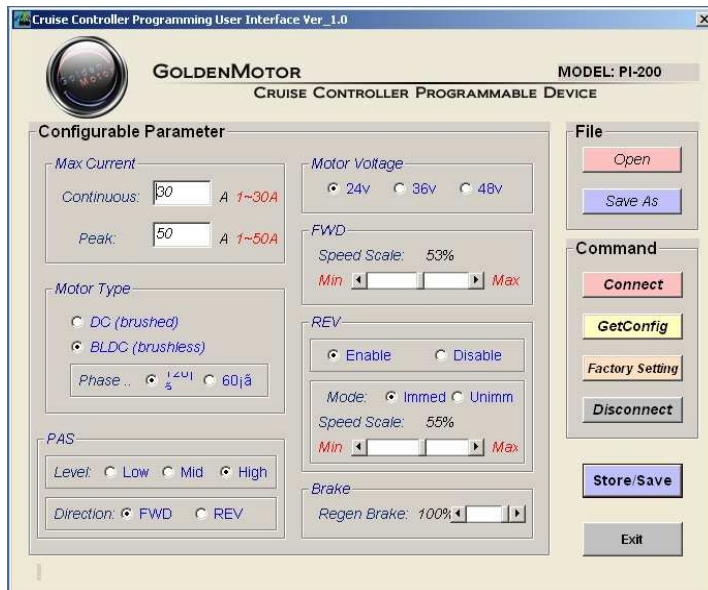 Cruise Controller Programming User Interface Ver_1.0
Golden Motor
GOLDENMOTOR
MODEL: PI-200
CRUISE CONTROLLER PROGRAMMABLE DEVICE
Configurable Parameter
Max Current
Continuous: 30 A 1~30A
Peak: 50 A 1~50A
Motor Type
DC (brushed)
BLDC (brushless)
Phase .. 60¡ã
PAS
Level: Low Mid High
Direction: FWD REV
Motor Voltage
24v 36v 48v
FWD
Speed Scale: 53%
Min Max
REV
Enable Disable
Mode: Immed Unimm
Speed Scale: 55%
Min Max
Brake
Regen Brake: 100%
File
Open
Save As
Command
Connect
GetConfig
Factory Setting
Disconnect
Store/Save
Exit